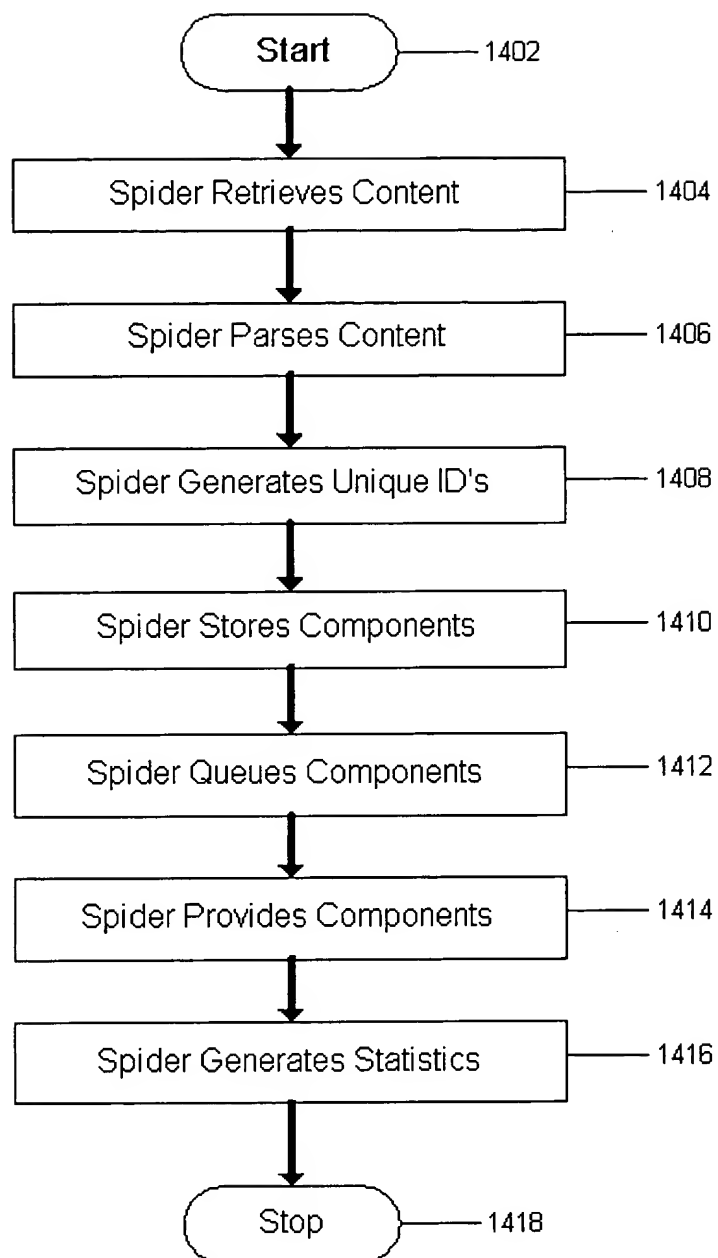 Start
1402
Spider Retrieves Content
1404
Spider Parses Content
1406
Spider Generates Unique ID's
1408
Spider Stores Components
1410
Spider Queues Components
1412
Spider Provides Components
1414
Spider Generates Statistics
1416
Stop
1418